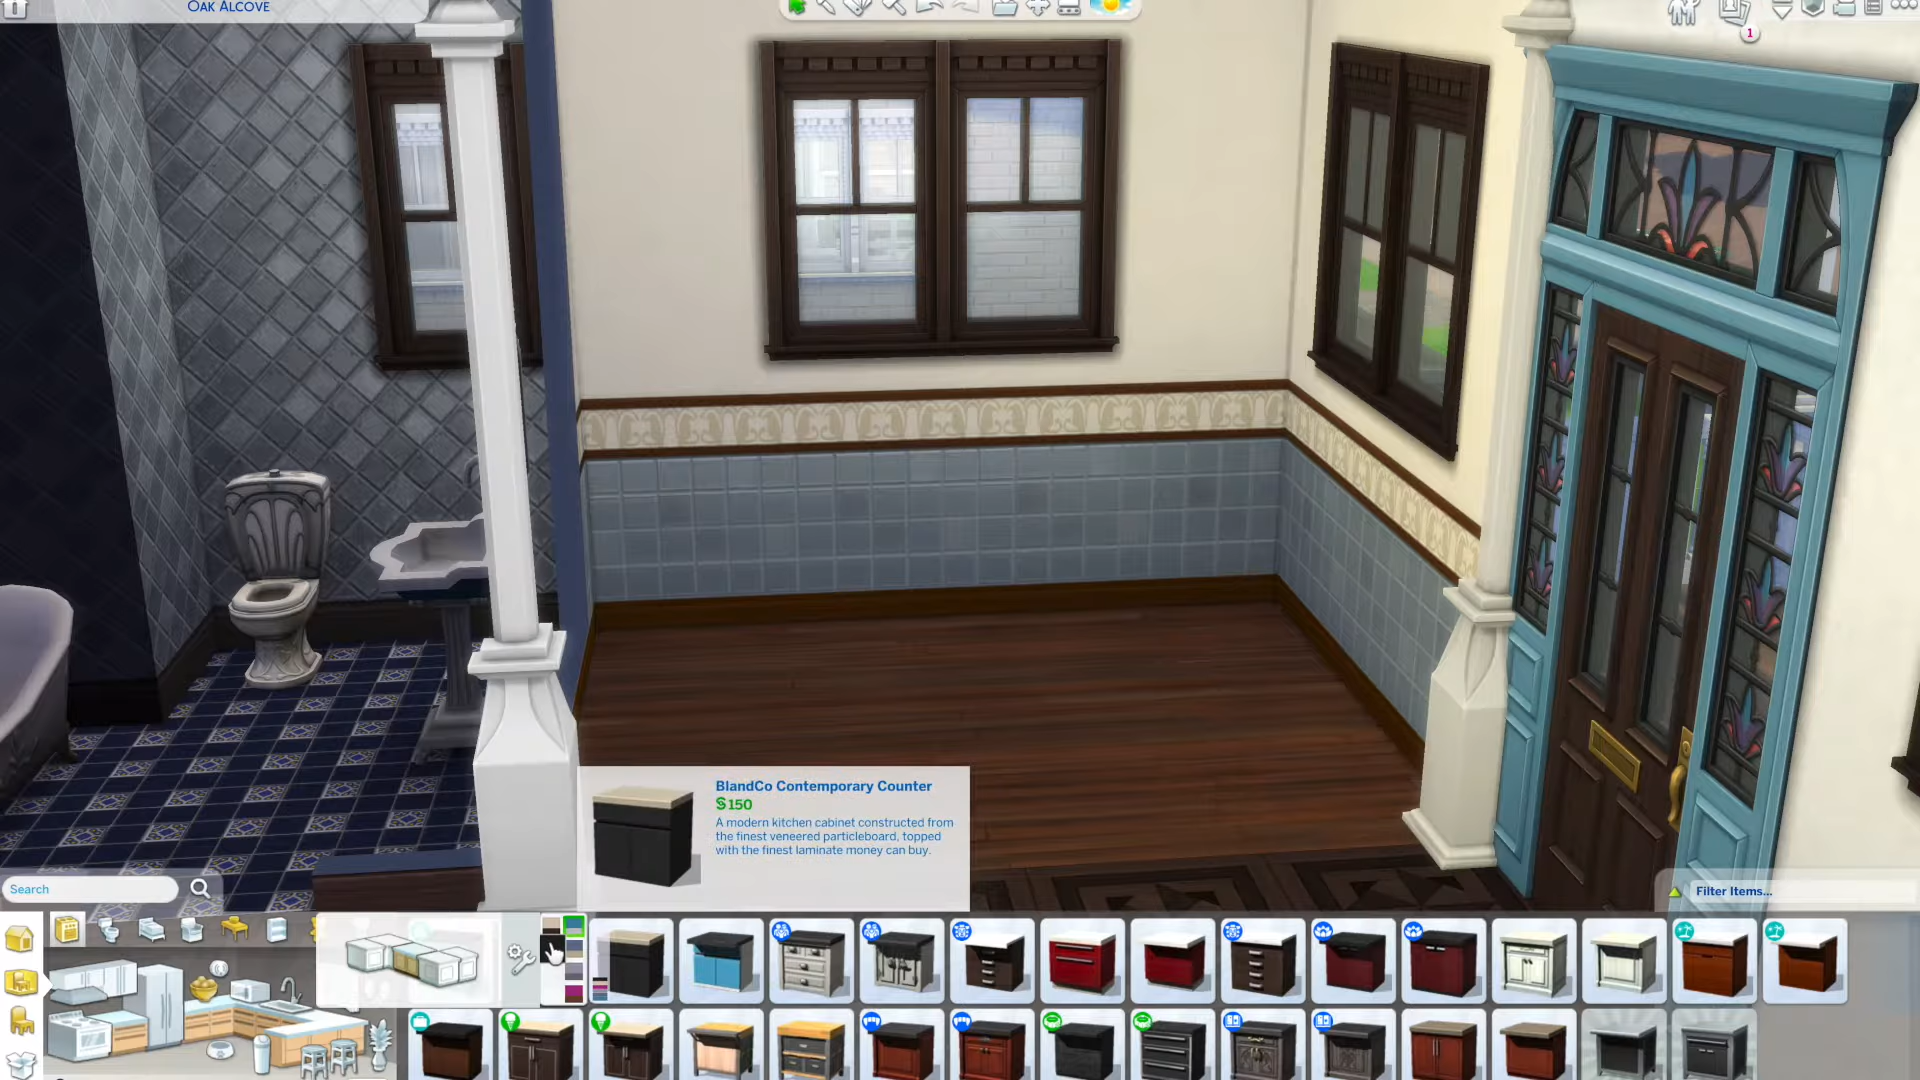 Oak Alcove
1
BlandCo Contemporary Counter
§150
A modern kitchen cabinet constructed from
the finest veneered particleboard, topped
with the finest laminate money can buy.
Search
Filter Items...